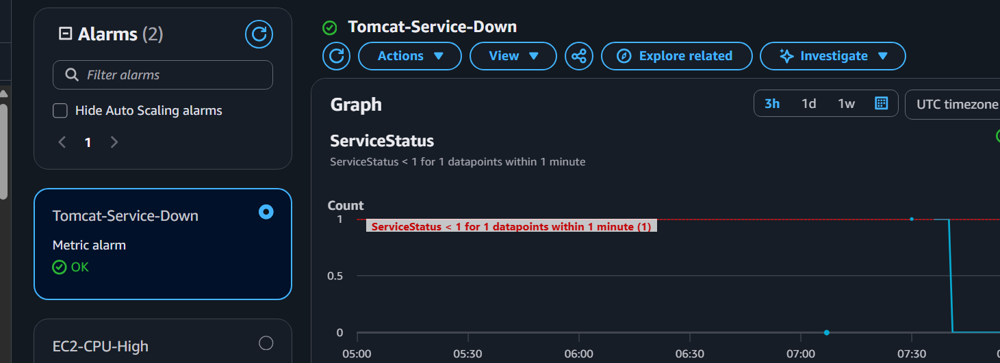 Alarms (2)
Filter alarms
Hide Auto Scaling alarms
1
Tomcat-Service-Down
Metric alarm
OK
EC2-CPU-High
Tomcat-Service-Down
Actions
View
Explore related
Investigate
Graph
3h 1d 1w
UTC timezone
ServiceStatus
ServiceStatus < 1 for 1 datapoints within 1 minute
Count
1
ServiceStatus < 1 for 1 datapoints within 1 minute (1)
0.5
0
05:00 05:30 06:00 06:30 07:00 07:30